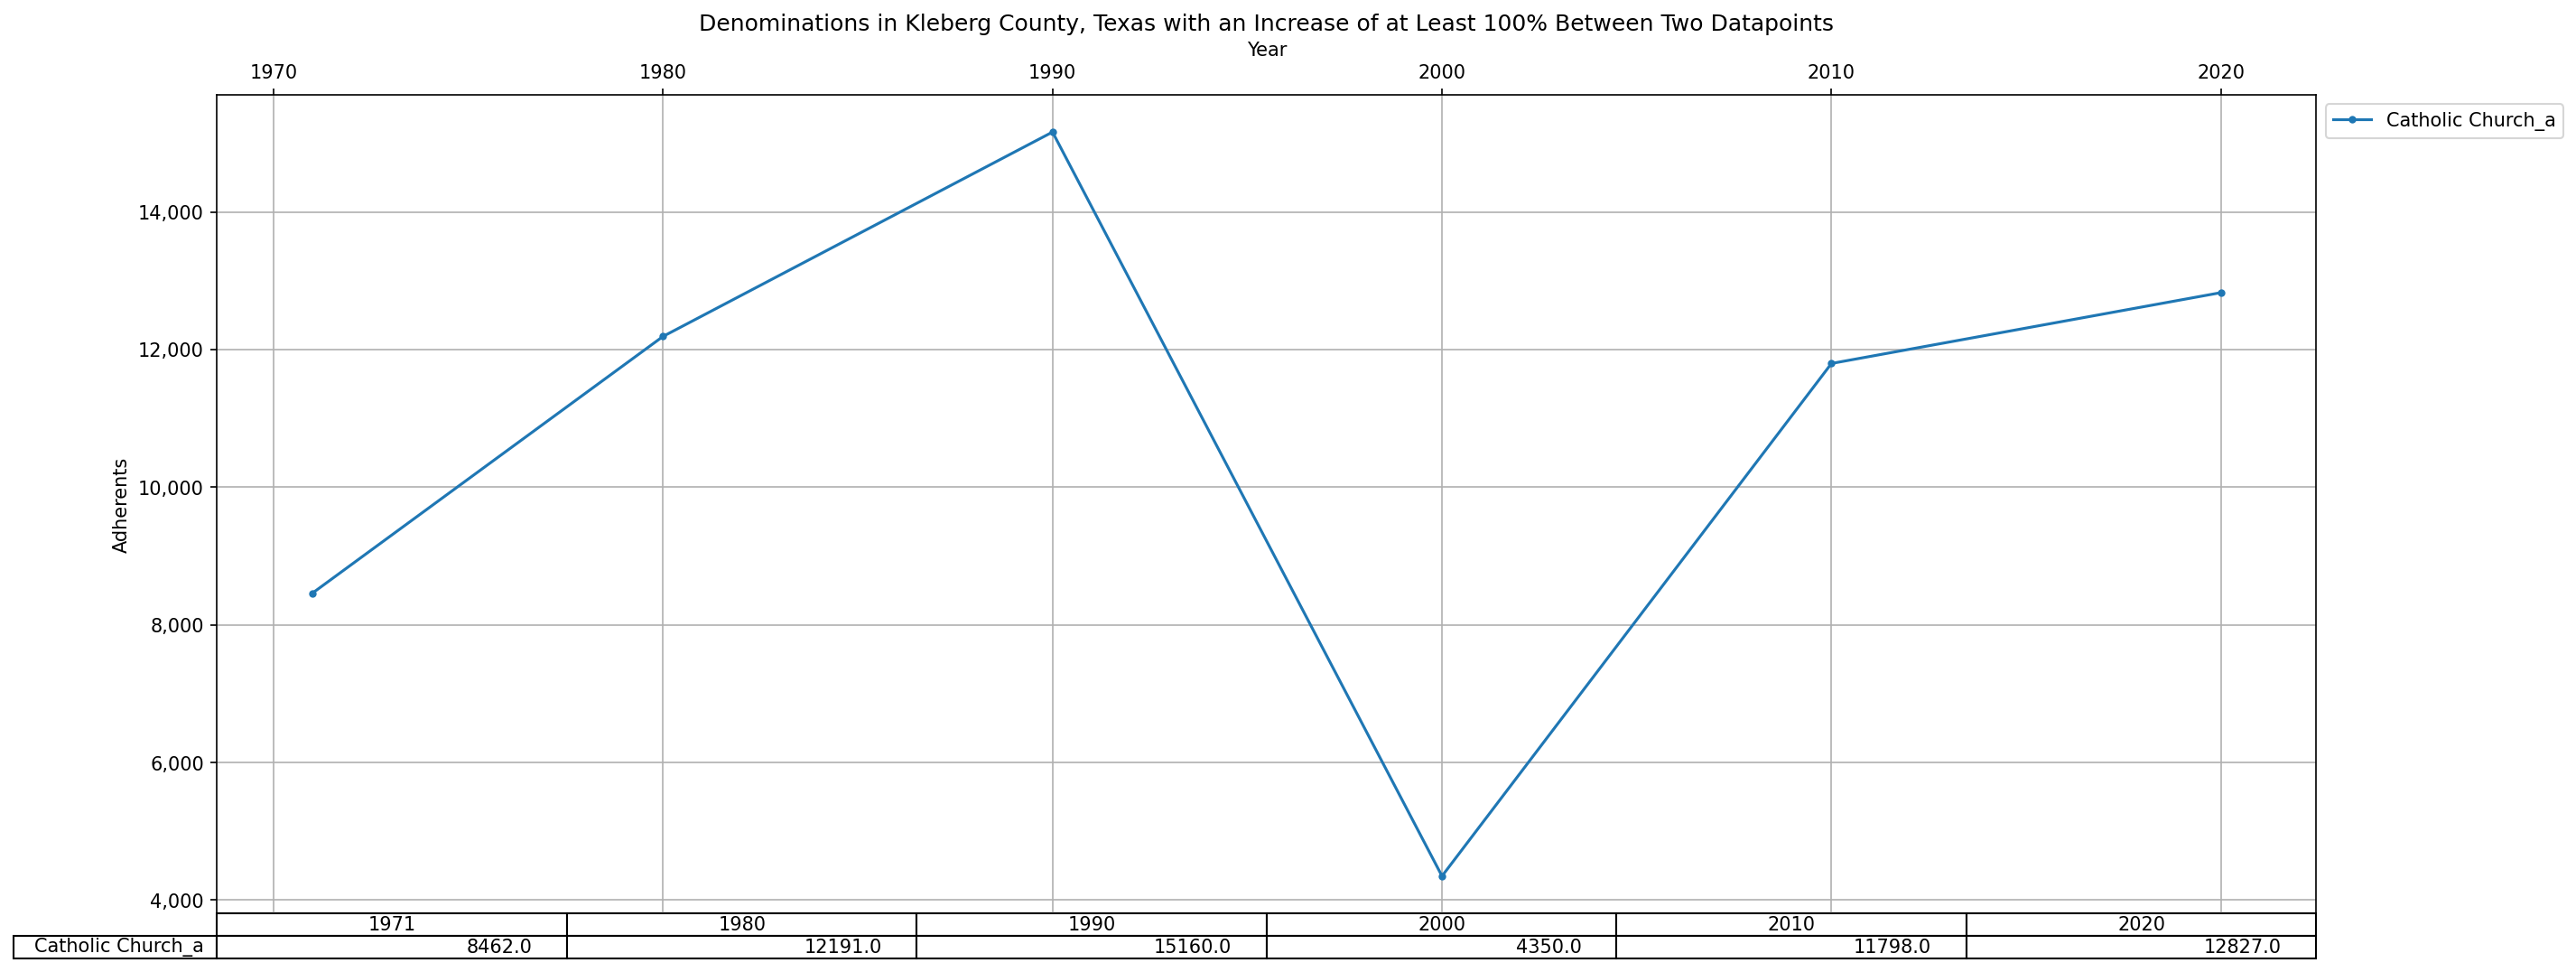 Denominations in Kleberg County, Texas with an Increase of at Least 100% Between Two Datapoints
Year
1970 1980 1990 2000 2010 2020
Catholic Church_a
14,000
12,000
10,000
Adherents
8,000
6,000
4,000
1971 1980 1990 2000 2010 2020
Catholic Church_a 8462.0 12191.0 15160.0 4350.0 11798.0 12827.0